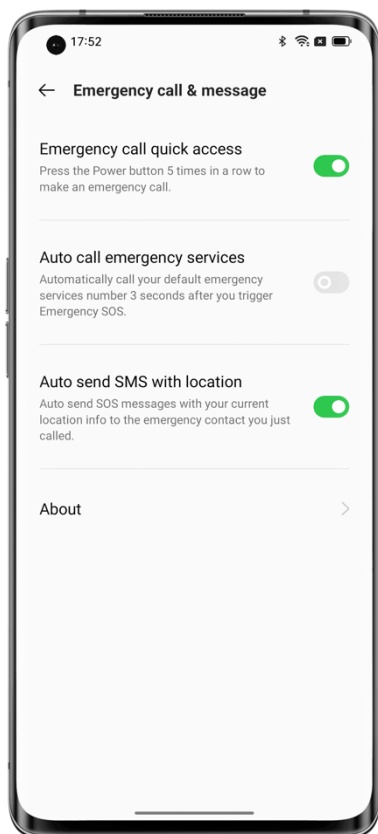 17:52
Emergency call & message
Emergency call quick access
Press the Power button 5 times in a row to
make an emergency call.
Auto call emergency services
Automatically call your default emergency
services number 3 seconds after you trigger
Emergency SOS.
Auto send SMS with location
Auto send SOS messages with your current
location info to the emergency contact you just
called.
About